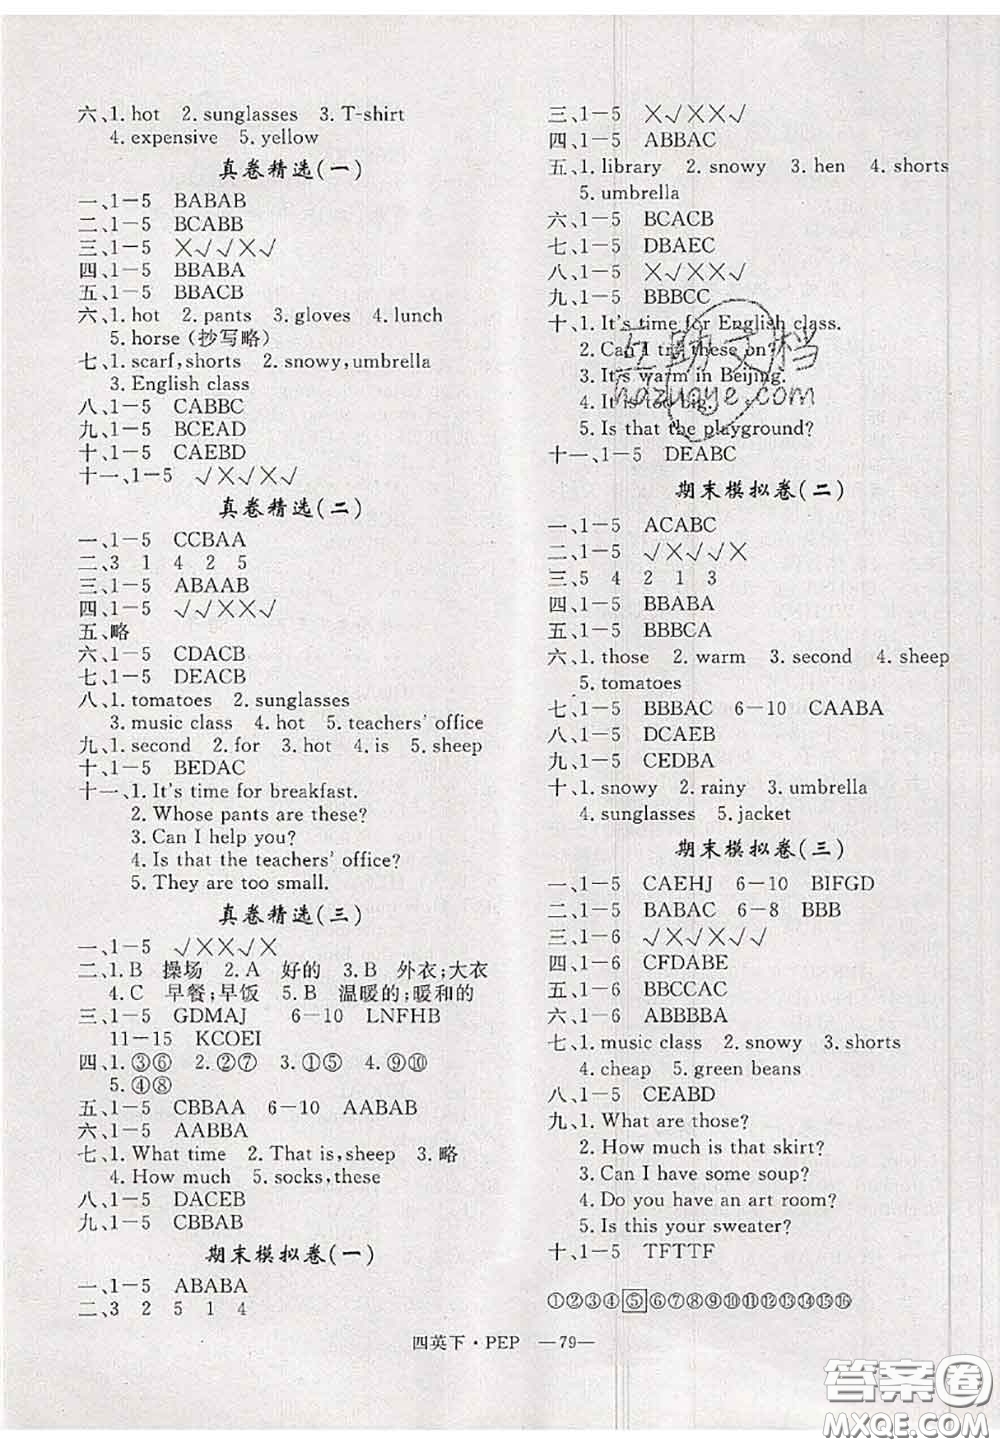 六、1. hot 2. sunglasses 3. T-shirt
4. expensive 5. yellow
真卷精选(一)
一、1-5 BABAB
二、1-5 BCABB
三、1-5 ×√√×√
四、1-5 BBABA
五、1-5 BBACB
六、1. hot 2. pants 3. gloves 4. lunch
5. horse (抄写略)
七、1. scarf, shorts 2. snowy, umbrella
3. English class
八、1-5 CABBC
九、1-5 BCEAD
十、1-5 CAEBD
十一、1-5 √×√×√
真卷精选(二)
一、1-5 CCBAA
二、3 1 4 2 5
三、1-5 ABAAB
四、1-5 √√××√
五、略
六、1-5 CDACB
七、1-5 DEACB
八、1. tomatoes 2. sunglasses
3. music class 4. hot 5. teachers' office
九、1. second 2. for 3. hot 4. is 5. sheep
十、1-5 BEDAC
十一、1. It's time for breakfast.
2. Whose pants are these?
3. Can I help you?
4. Is that the teachers' office?
5. They are too small.
真卷精选(三)
一、1-5 √××√×
二、1. B 操场 2. A 好的 3. B 外衣;大衣
4. C 早餐;早饭 5. B 温暖的;暖和的
三、1-5 GDMAJ 6-10 LNFHB
11-15 KCOEI
四、1. ③⑥ 2. ②⑦ 3. ①⑤ 4. ⑨⑩
5. ④⑧
五、1-5 CBBAA 6-10 AABAB
六、1-5 AABBA
七、1. What time 2. That is, sheep 3. 略
4. How much 5. socks, these
八、1-5 DACEB
九、1-5 CBBAB
期末模拟卷(一)
一、1-5 ABABA
二、3 2 5 1 4
三、1-5 ×√××√
四、1-5 ABBAC
五、1. library 2. snowy 3. hen 4. shorts
5. umbrella
六、1-5 BCACB
七、1-5 DBAEC
八、1-5 ×√××√
九、1-5 BBBCC
十、1. It's time for English class.
2. Can I try these on?
3. It's warm in Beijing.
4. It is too big.
5. Is that the playground?
十一、1-5 DEABC
期末模拟卷(二)
一、1-5 ACABC
二、1-5 √×√√×
三、5 4 2 1 3
四、1-5 BBABA
五、1-5 BBBCA
六、1. those 2. warm 3. second 4. sheep
5. tomatoes
七、1-5 BBBAC 6-10 CAABA
八、1-5 DCAEB
九、1-5 CEDBA
十、1. snowy 2. rainy 3. umbrella
4. sunglasses 5. jacket
期末模拟卷(三)
一、1-5 CAEHJ 6-10 BIFGD
二、1-5 BABAC 6-8 BBB
三、1-6 √×√×√√
四、1-6 CFDABE
五、1-6 BBCCAC
六、1-6 ABBBBA
七、1. music class 2. snowy 3. shorts
4. cheap 5. green beans
八、1-5 CEABD
九、1. What are those?
2. How much is that skirt?
3. Can I have some soup?
4. Do you have an art room?
5. Is this your sweater?
十、1-5 TFTTF
①②③④⑤⑥⑦⑧⑨⑩⑪⑫⑬⑭⑮⑯
四英下·PEP —79—
互助文档
hazuoye.com
答案圈
MXQE.COM